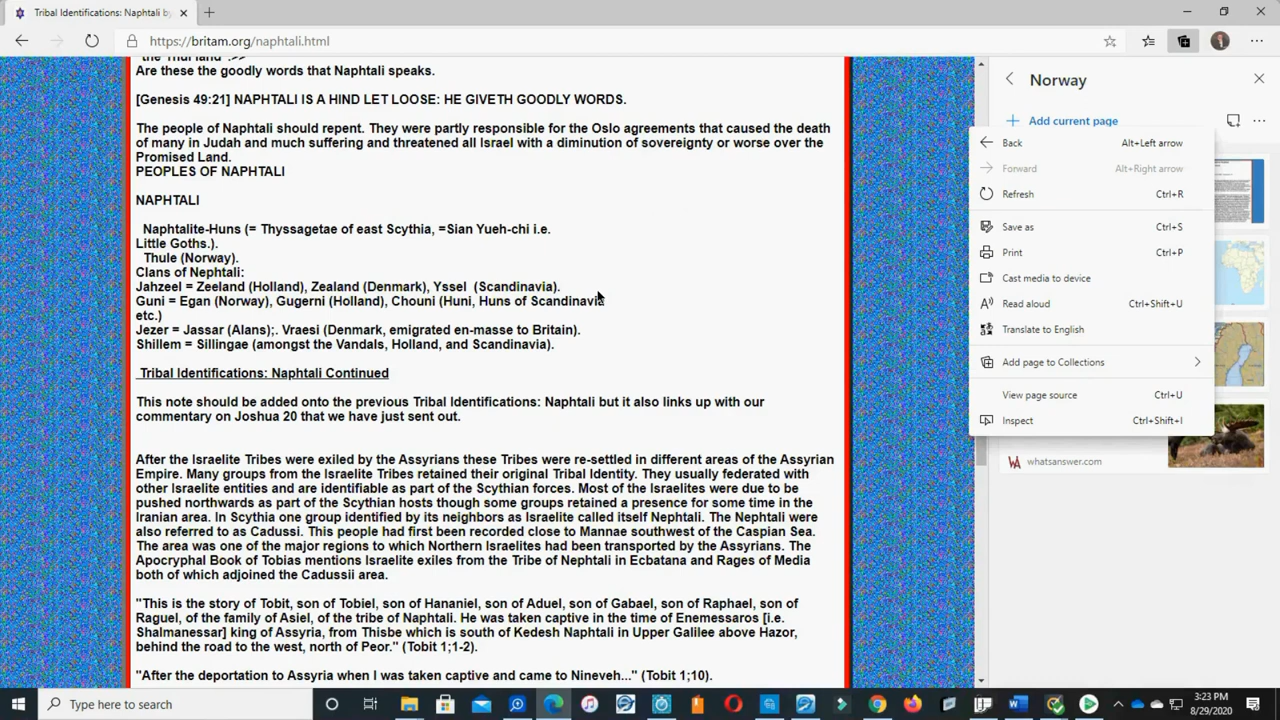 Tribal Identifications: Naphtali b
https://britam.org/naphtali.html
Are these the goodly words that Naphtali speaks.
[Genesis 49:21] NAPHTALI IS A HIND LET LOOSE: HE GIVETH GOODLY WORDS.
The people of Naphtali should repent. They were partly responsible for the Oslo agreements that caused the death
of many in Judah and much suffering and threatened all Israel with a diminution of sovereignty or worse over the
Promised Land.
PEOPLES OF NAPHTALI
NAPHTALI
Naphtalite-Huns (= Thyssagetae of east Scythia, =Sian Yueh-chi i.e.
Little Goths.).
Thule (Norway).
Clans of Nephtali:
Jahzeel = Zeeland (Holland), Zealand (Denmark), Yssel (Scandinavia).
Guni = Egan (Norway), Gugerni (Holland), Chouni (Huni, Huns of Scandinavia
etc.)
Jezer = Jassar (Alans);. Vraesi (Denmark, emigrated en-masse to Britain).
Shillem = Sillingae (amongst the Vandals, Holland, and Scandinavia).
Tribal Identifications: Naphtali Continued
This note should be added onto the previous Tribal Identifications: Naphtali but it also links up with our
commentary on Joshua 20 that we have just sent out.
After the Israelite Tribes were exiled by the Assyrians these Tribes were re-settled in different areas of the Assyrian
Empire. Many groups from the Israelite Tribes retained their original Tribal Identity. They usually federated with
other Israelite entities and are identifiable as part of the Scythian forces. Most of the Israelites were due to be
pushed northwards as part of the Scythian hosts though some groups retained a presence for some time in the
Iranian area. In Scythia one group identified by its neighbors as Israelite called itself Nephtali. The Nephtali were
also referred to as Cadussi. This people had first been recorded close to Mannae southwest of the Caspian Sea.
The area was one of the major regions to which Northern Israelites had been transported by the Assyrians. The
Apocryphal Book of Tobias mentions Israelite exiles from the Tribe of Nephtali in Ecbatana and Rages of Media
both of which adjoined the Cadussii area.
"This is the story of Tobit, son of Tobiel, son of Hananiel, son of Aduel, son of Gabael, son of Raphael, son of
Raguel, of the family of Asiel, of the tribe of Naphtali. He was taken captive in the time of Enemessaros [i.e.
Shalmanessar] king of Assyria, from Thisbe which is south of Kedesh Naphtali in Upper Galilee above Hazor,
behind the road to the west, north of Peor." (Tobit 1;1-2).
"After the deportation to Assyria when I was taken captive and came to Nineveh..." (Tobit 1;10).
Norway
Add current page
Back Alt+Left arrow
Forward Alt+Right arrow
Refresh Ctrl+R
Save as Ctrl+S
Print Ctrl+P
Cast media to device
Read aloud Ctrl+Shift+U
Translate to English
Add page to Collections
View page source Ctrl+U
Inspect Ctrl+Shift+I
whatsanswer.com
Type here to search
3:23 PM
8/29/2020